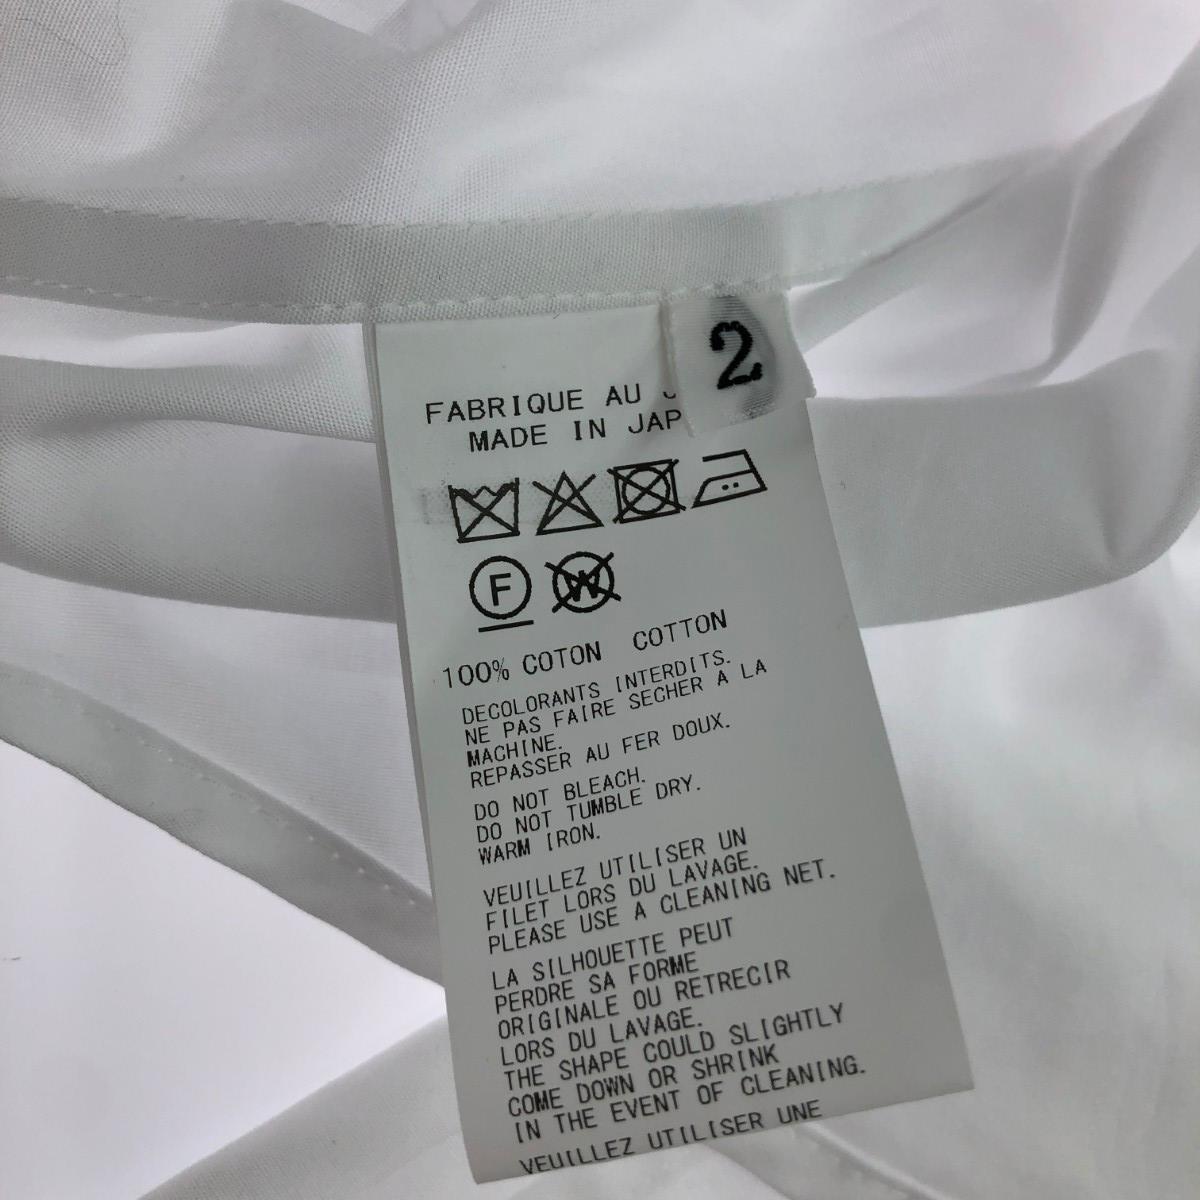 2
FABRIQUE AU
MADE IN JAP
F
W
100% COTON COTTON
DECOLORANTS INTERDITS.
NE PAS FAIRE SECHER A LA
MACHINE.
REPASSER AU FER DOUX.
DO NOT BLEACH.
DO NOT TUMBLE DRY.
WARM IRON.
VEUILLEZ UTILISER UN
FILET LORS DU LAVAGE.
PLEASE USE A CLEANING NET.
LA SILHOUETTE PEUT
PERDRE SA FORME
ORIGINALE OU RETRECIR
LORS DU LAVAGE.
THE SHAPE COULD SLIGHTLY
COME DOWN OR SHRINK
IN THE EVENT OF CLEANING.
VEUILLEZ UTILISER UNE